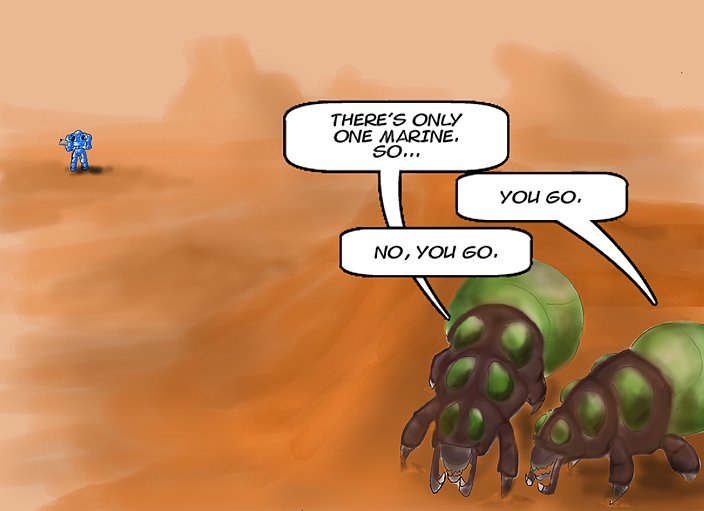 THERE'S ONLY
ONE MARINE.
SO...
YOU GO.
NO, YOU GO.